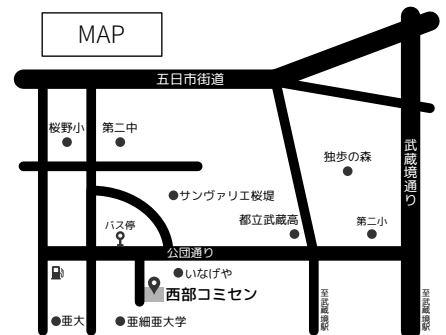 MAP
五日市街道
桜野小
第二中
独歩の森
武蔵境通り
サンヴァリエ桜堤
都立武蔵高
第二小
バス停
公団通り
いなげや
西部コミセン
至武蔵境駅
至武蔵境駅
亜大
亜細亜大学